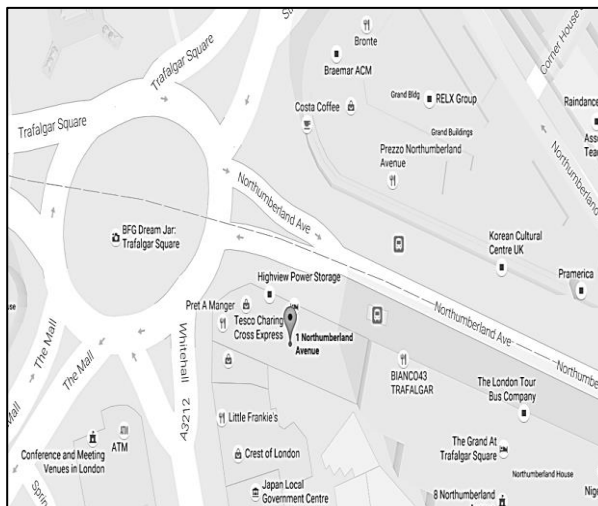 Bronte
Braemar ACM
Trafalgar Square
Trafalgar Square
Costa Coffee
Grand Bldg
RELX Group
Corner House
Raindance
Grand Buildings
Prezzo Northumberland
Avenue
Northumberland
Northumberland Ave
BFG Dream Jar:
Trafalgar Square
Korean Cultural
Centre UK
Pramerica
Highview Power Storage
Northumberland Ave
Pret A Manger
Tesco Charing
Cross Express
1 Northumberland
Avenue
The Mall
The Mall
Mall
Whitehall
A3212
BIANCO43
TRAFALGAR
The London Tour
Bus Company
Little Frankie's
ATM
Conference and Meeting
Venues in London
Crest of London
The Grand At
Trafalgar Square
Northumberland House
Japan Local
Government Centre
8 Northumberland